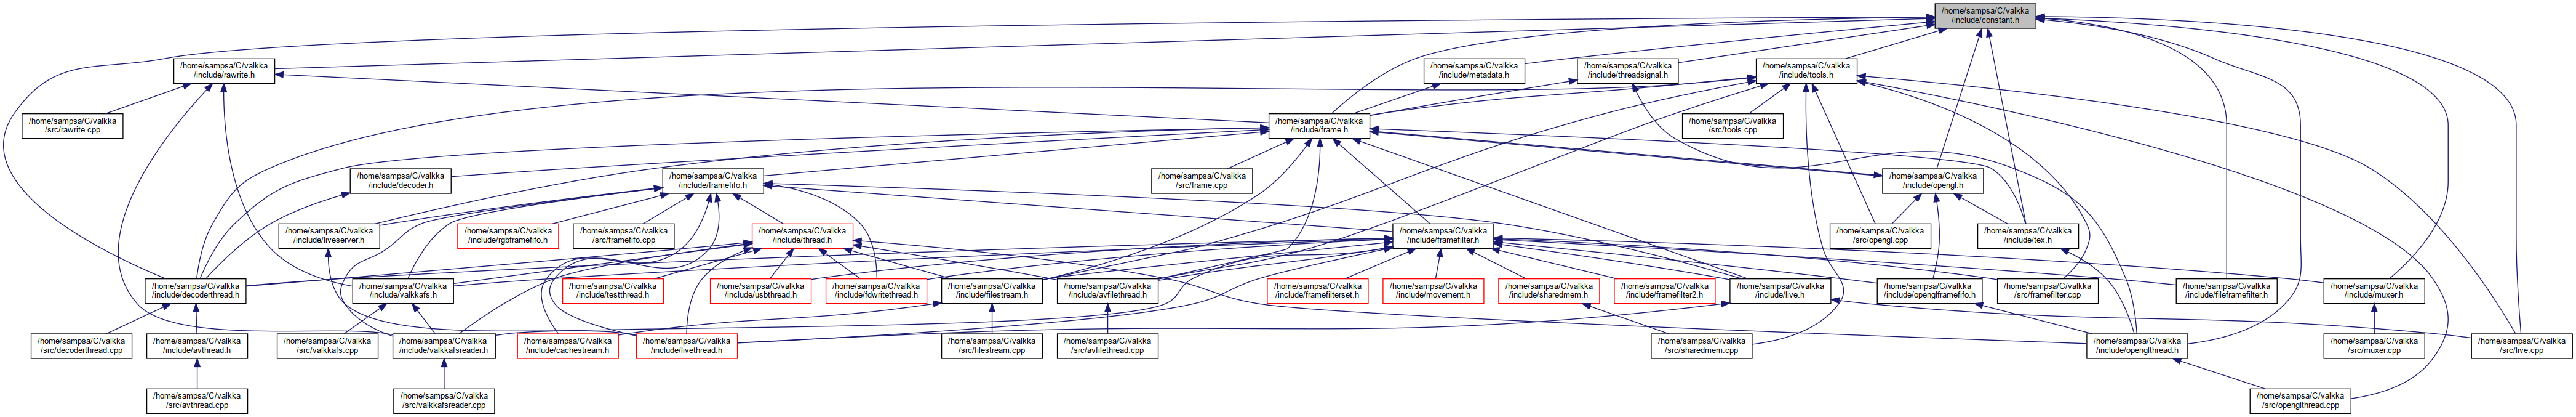 /home/sampsa/C/valkka
/include/constant.h
/home/sampsa/C/valkka
/include/rawrite.h
/home/sampsa/C/valkka
/include/metadata.h
/home/sampsa/C/valkka
/include/threadsignal.h
/home/sampsa/C/valkka
/include/tools.h
/home/sampsa/C/valkka
/src/rawrite.cpp
/home/sampsa/C/valkka
/include/frame.h
/home/sampsa/C/valkka
/src/tools.cpp
/home/sampsa/C/valkka
/include/decoder.h
/home/sampsa/C/valkka
/include/framefifo.h
/home/sampsa/C/valkka
/src/frame.cpp
/home/sampsa/C/valkka
/include/opengl.h
/home/sampsa/C/valkka
/include/liveserver.h
/home/sampsa/C/valkka
/include/rgbframefifo.h
/home/sampsa/C/valkka
/src/framefifo.cpp
/home/sampsa/C/valkka
/include/thread.h
/home/sampsa/C/valkka
/include/framefilter.h
/home/sampsa/C/valkka
/src/opengl.cpp
/home/sampsa/C/valkka
/include/tex.h
/home/sampsa/C/valkka
/include/decoderthread.h
/home/sampsa/C/valkka
/include/valkkafs.h
/home/sampsa/C/valkka
/include/testthread.h
/home/sampsa/C/valkka
/include/usbthread.h
/home/sampsa/C/valkka
/include/fdwritethread.h
/home/sampsa/C/valkka
/include/filestream.h
/home/sampsa/C/valkka
/include/avfilethread.h
/home/sampsa/C/valkka
/include/framefilterset.h
/home/sampsa/C/valkka
/include/movement.h
/home/sampsa/C/valkka
/include/sharedmem.h
/home/sampsa/C/valkka
/include/framefilter2.h
/home/sampsa/C/valkka
/include/live.h
/home/sampsa/C/valkka
/include/openglframefifo.h
/home/sampsa/C/valkka
/src/framefilter.cpp
/home/sampsa/C/valkka
/include/fileframefilter.h
/home/sampsa/C/valkka
/include/muxer.h
/home/sampsa/C/valkka
/src/decoderthread.cpp
/home/sampsa/C/valkka
/include/avthread.h
/home/sampsa/C/valkka
/src/valkkafs.cpp
/home/sampsa/C/valkka
/include/valkkafsreader.h
/home/sampsa/C/valkka
/include/cachestream.h
/home/sampsa/C/valkka
/include/livethread.h
/home/sampsa/C/valkka
/src/filestream.cpp
/home/sampsa/C/valkka
/src/avfilethread.cpp
/home/sampsa/C/valkka
/src/sharedmem.cpp
/home/sampsa/C/valkka
/include/openglthread.h
/home/sampsa/C/valkka
/src/muxer.cpp
/home/sampsa/C/valkka
/src/live.cpp
/home/sampsa/C/valkka
/src/avthread.cpp
/home/sampsa/C/valkka
/src/valkkafsreader.cpp
/home/sampsa/C/valkka
/src/openglthread.cpp